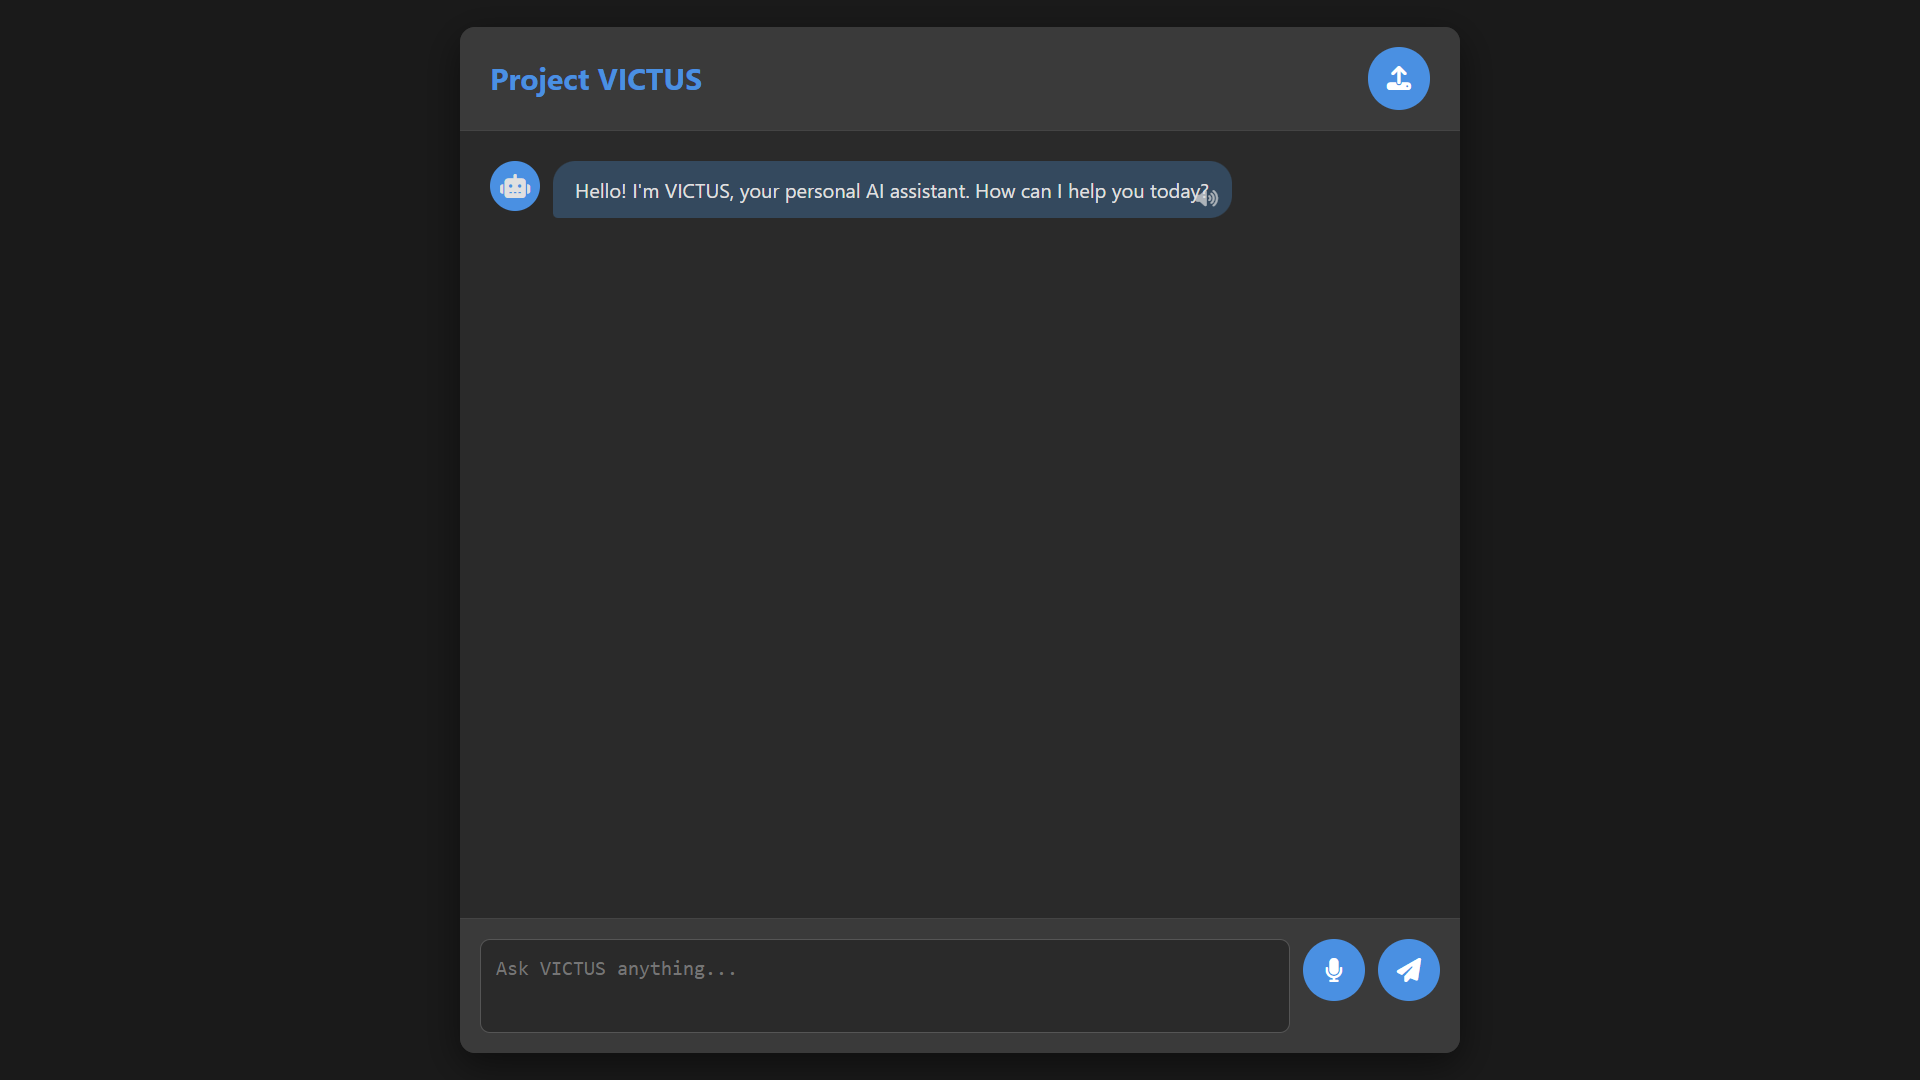 Project VICTUS
Hello! I'm VICTUS, your personal AI assistant. How can I help you today?
Ask VICTUS anything...